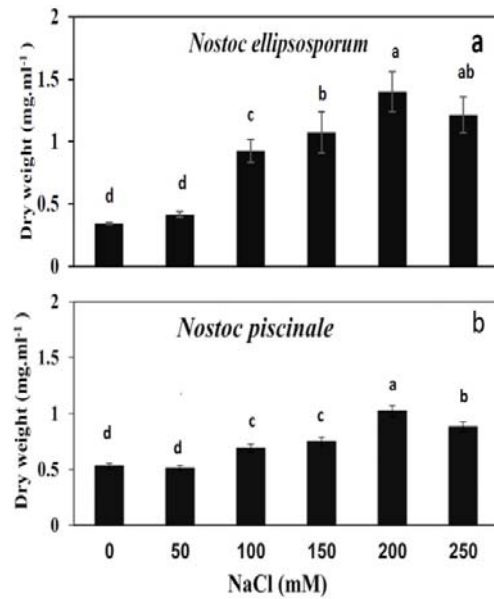 2
Nostoc ellipsosporum
a
a
1.5
ab
b
c
1
Dry weight (mg.ml⁻¹)
d
d
0.5
0
2
Nostoc piscinale
b
1.5
a
1
b
c
c
Dry weight (mg.ml⁻¹)
d
d
0.5
0
0 50 100 150 200 250
NaCl (mM)